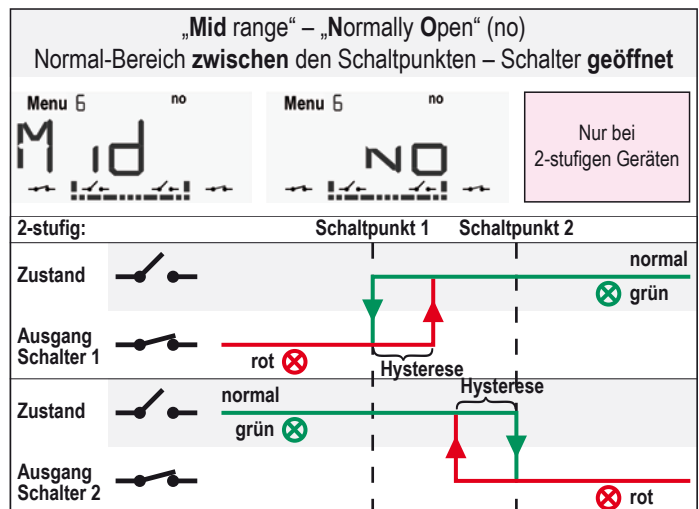 „Mid range“ – „Normally Open“ (no)
Normal-Bereich zwischen den Schaltpunkten – Schalter geöffnet
Menu 6 no
Mid
Menu 6 no
NO
Nur bei
2-stufigen Geräten
2-stufig: Schaltpunkt 1 Schaltpunkt 2
normal
Zustand
grün
Ausgang
Schalter 1
rot
Hysterese
Hysterese
normal
Zustand
grün
Ausgang
Schalter 2
rot